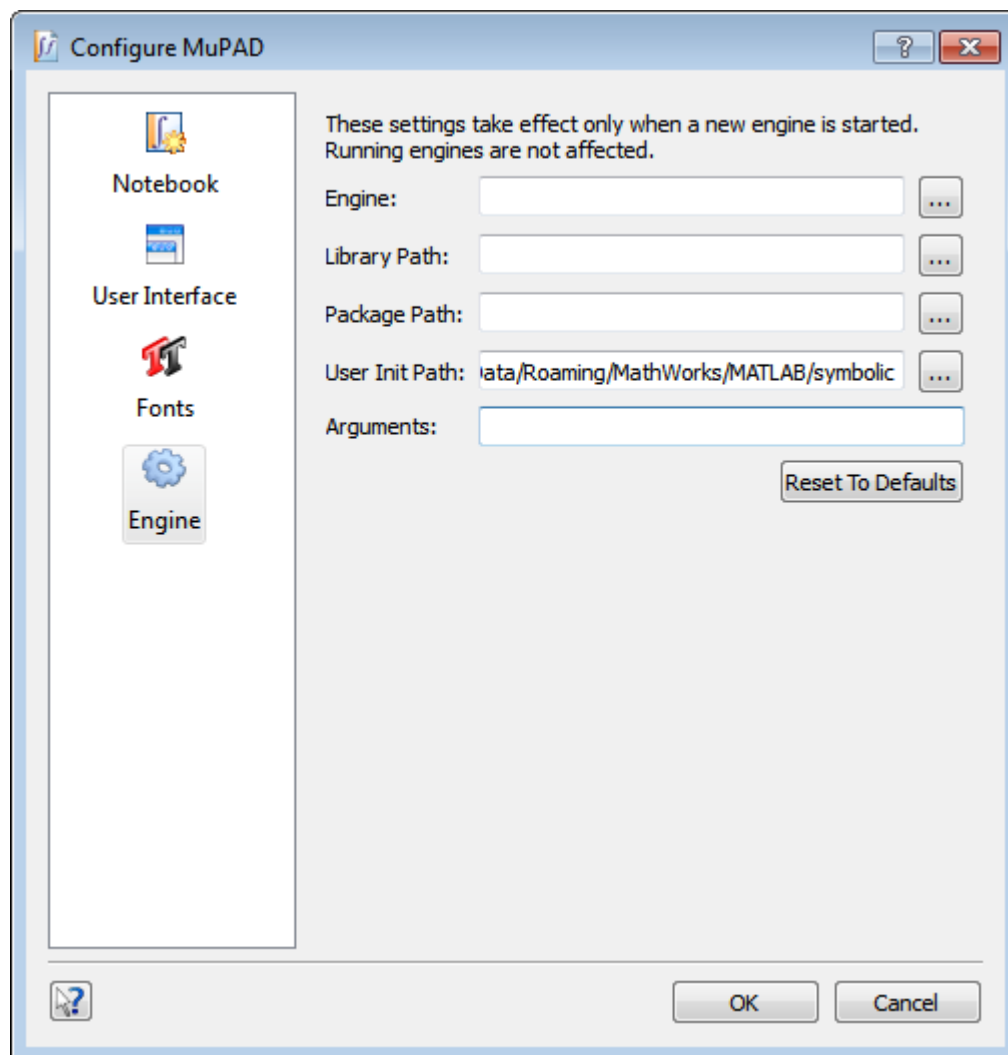 Configure MuPAD
Notebook
User Interface
Fonts
Engine
These settings take effect only when a new engine is started.
Running engines are not affected.
Engine:
...
Library Path:
...
Package Path:
...
User Init Path: Data/Roaming/MathWorks/MATLAB/symbolic ...
Arguments:
Reset To Defaults
OK Cancel